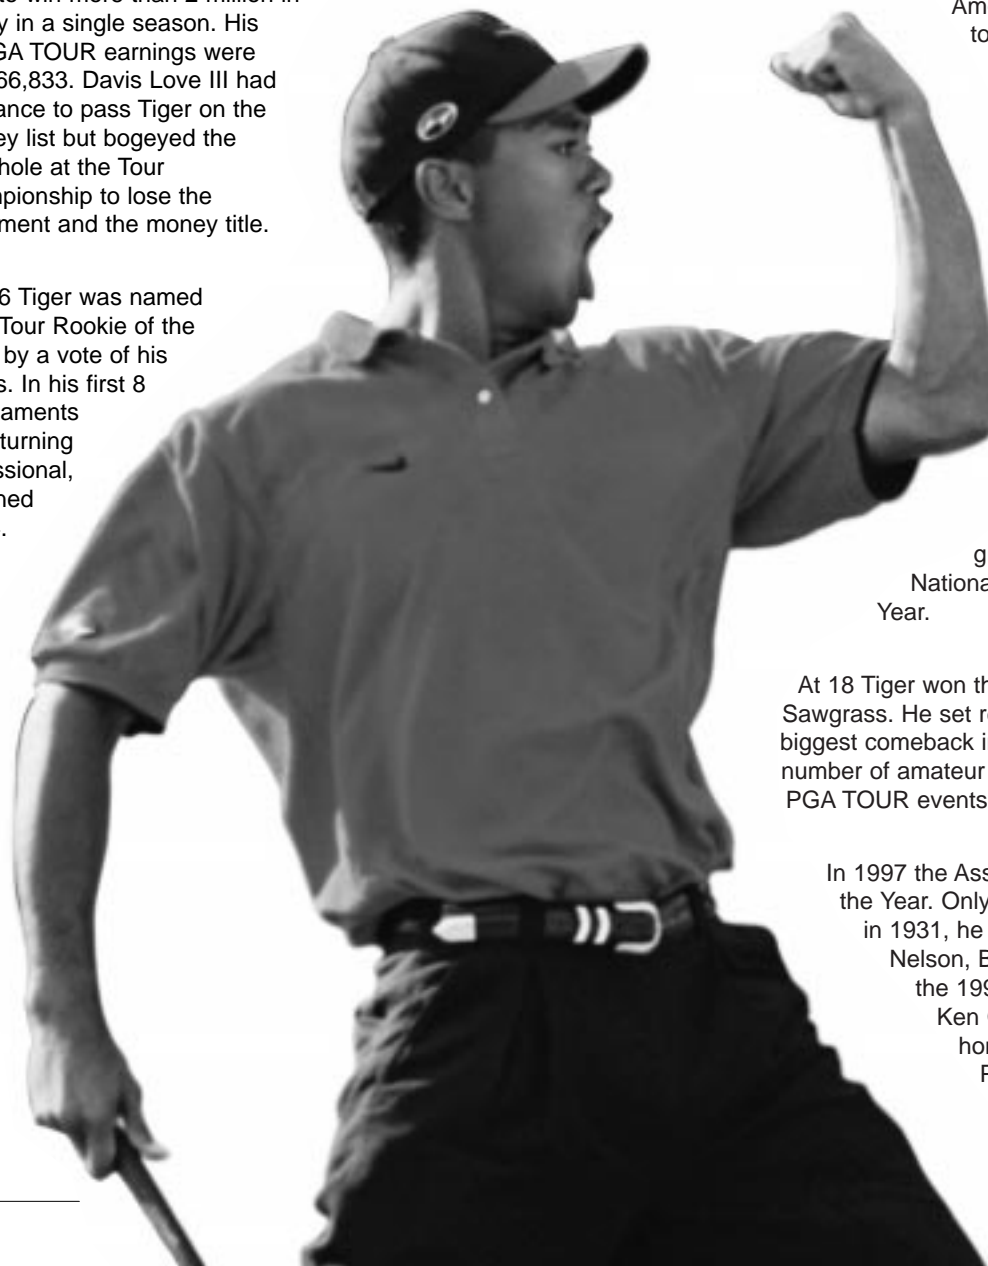 to win more than 2 million in
y in a single season. His
GA TOUR earnings were
66,833. Davis Love III had
ance to pass Tiger on the
ey list but bogeyed the
hole at the Tour
pionship to lose the
ment and the money title.
6 Tiger was named
Tour Rookie of the
by a vote of his
s. In his first 8
aments
turning
ssional,
ned
.
Am
to
g
Nationa
Year.
At 18 Tiger won th
Sawgrass. He set r
biggest comeback i
number of amateur
PGA TOUR events
In 1997 the Ass
the Year. Only
in 1931, he
Nelson, B
the 199
Ken
hor